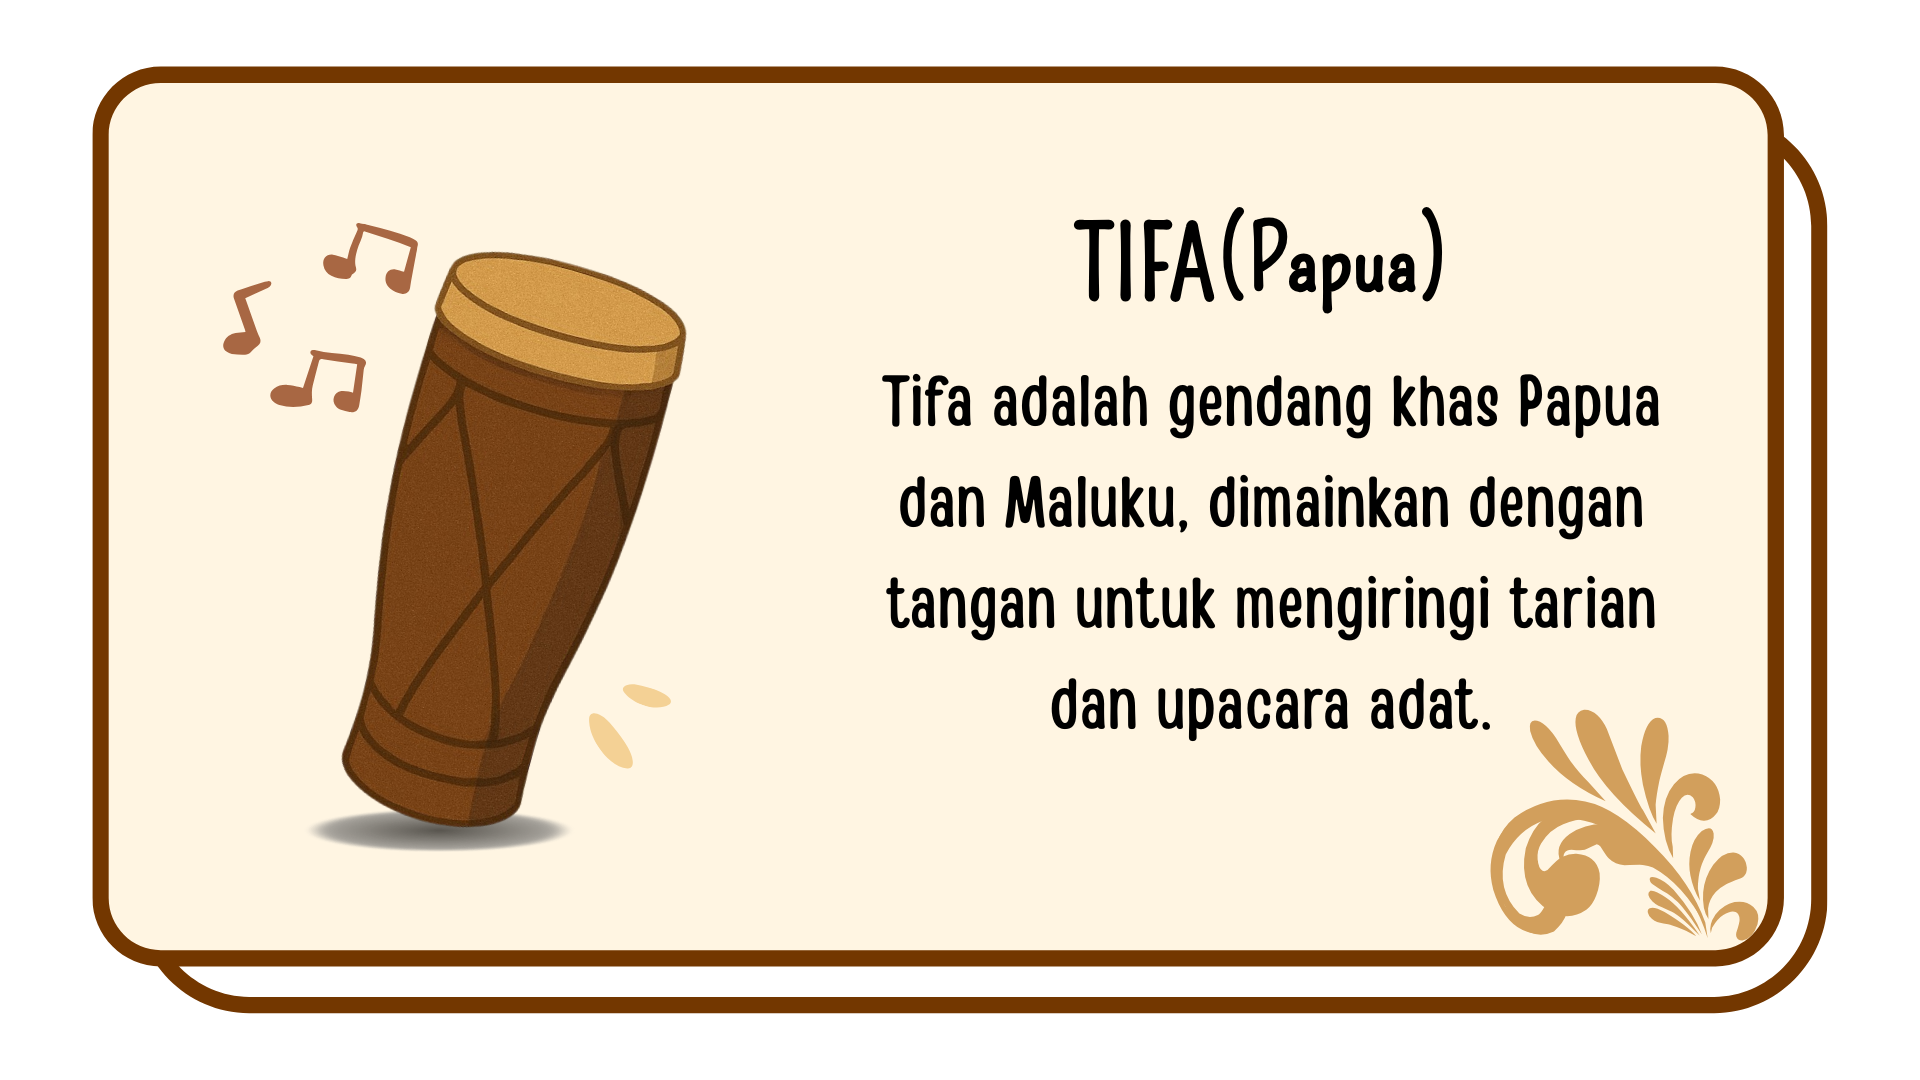 TIFA(Papua)
Tifa adalah gendang khas Papua
dan Maluku, dimainkan dengan
tangan untuk mengiringi tarian
dan upacara adat.